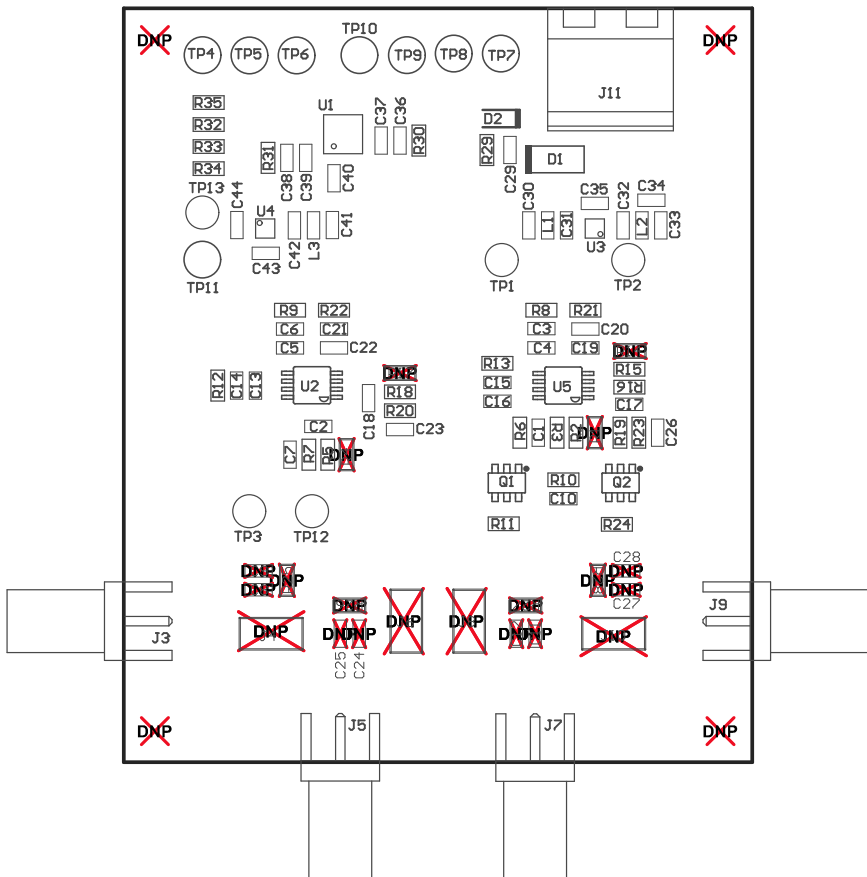 DNP
DNP
TP10
TP4 TP5 TP6 TP9 TP8 TP7
J11
R35
R32
R33
R34
U1
C37
C36
R30
R31
C38
C39
C40
D2
R29
C29
D1
TP13
C44
U4
C42
L3
C41
C43
C35
C34
C30
L1
C31
U3
C32
L2
C33
TP11
TP1
TP2
R9 R22
C6 C21
C5 C22
R8 R21
C3 C20
C4 C19
R12
C14
C13
U2
DNP
R18
R20
C18
C23
R13
C15
C16
U5
DNP
R15
R16
C17
C2
C7
R7
R5
DNP
R6
C1
R3
R2
DNP
R19
R23
C26
Q1
R10
C10
Q2
R11
R24
TP3
TP12
DNP
DNP
DNP
DNP
C28
DNP
DNP
C27
J3
DNP
DNP
DNP
DNP
C25
C24
DNP
DNP
DNP
DNP
DNP
DNP
J9
J5
J7
DNP
DNP